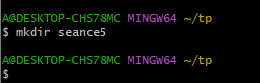 A@DESKTOP-CHS78MC MINGW64 ~/tp
$ mkdir seance5
A@DESKTOP-CHS78MC MINGW64 ~/tp
$